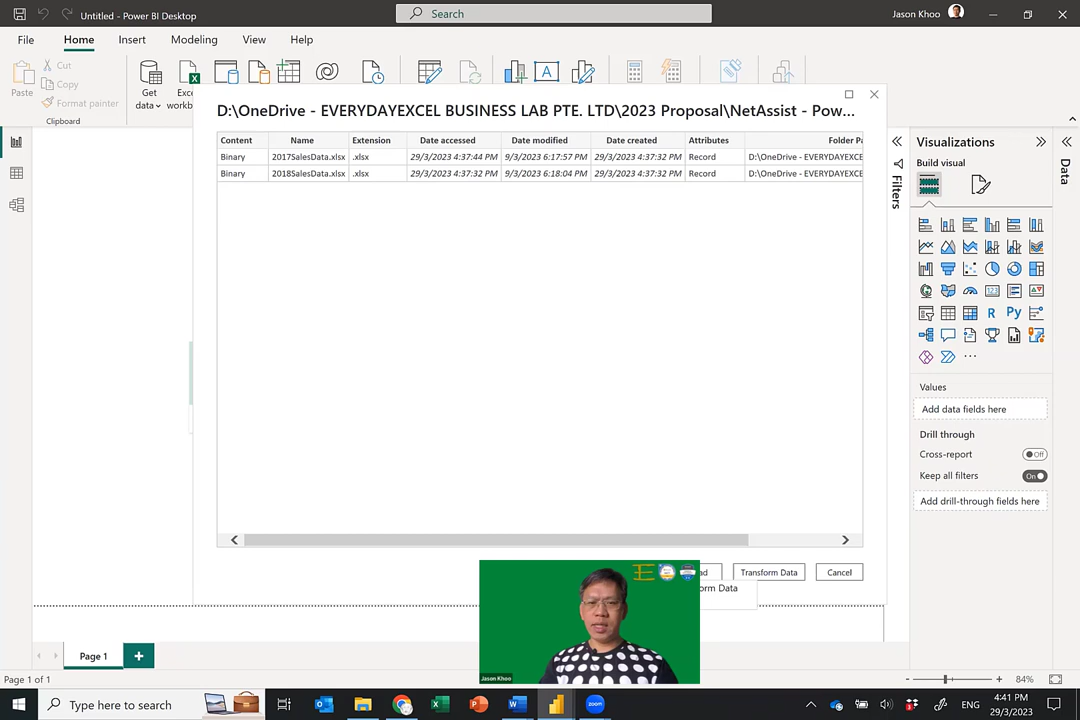 Untitled - Power BI Desktop
Search
Jason Khoo
File Home Insert Modeling View Help
Paste
Cut
Copy
Format painter
Clipboard
Get data
D:\OneDrive - EVERYDAYEXCEL BUSINESS LAB PTE. LTD\2023 Proposal\NetAssist - Pow...
Content Name Extension Date accessed Date modified Date created Attributes
Binary 2017SalesData.xlsx .xlsx 29/3/2023 4:37:44 PM 9/3/2023 6:17:57 PM 29/3/2023 4:37:32 PM Record D:\OneDrive - EVERYDAYEXCE
Binary 2018SalesData.xlsx .xlsx 29/3/2023 4:37:32 PM 9/3/2023 6:18:04 PM 29/3/2023 4:37:32 PM Record D:\OneDrive - EVERYDAYEXCE
Transform Data
Cancel
Data
Jason Khoo
Filters
Visualizations
Build visual
123
R
Py
...
Values
Add data fields here
Drill through
Cross-report
Off
Keep all filters
On
Add drill-through fields here
Data
Page 1
Page 1 of 1
84%
Type here to search
zoom
ENG
4:41 PM
29/3/2023